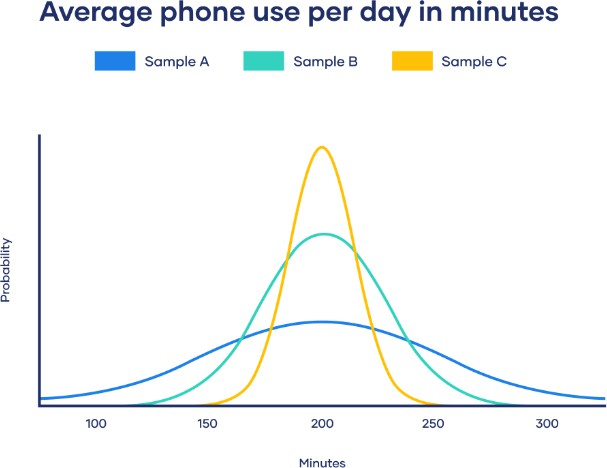 Average phone use per day in minutes
Sample A Sample B Sample C
Probability
100 150 200 250 300
Minutes